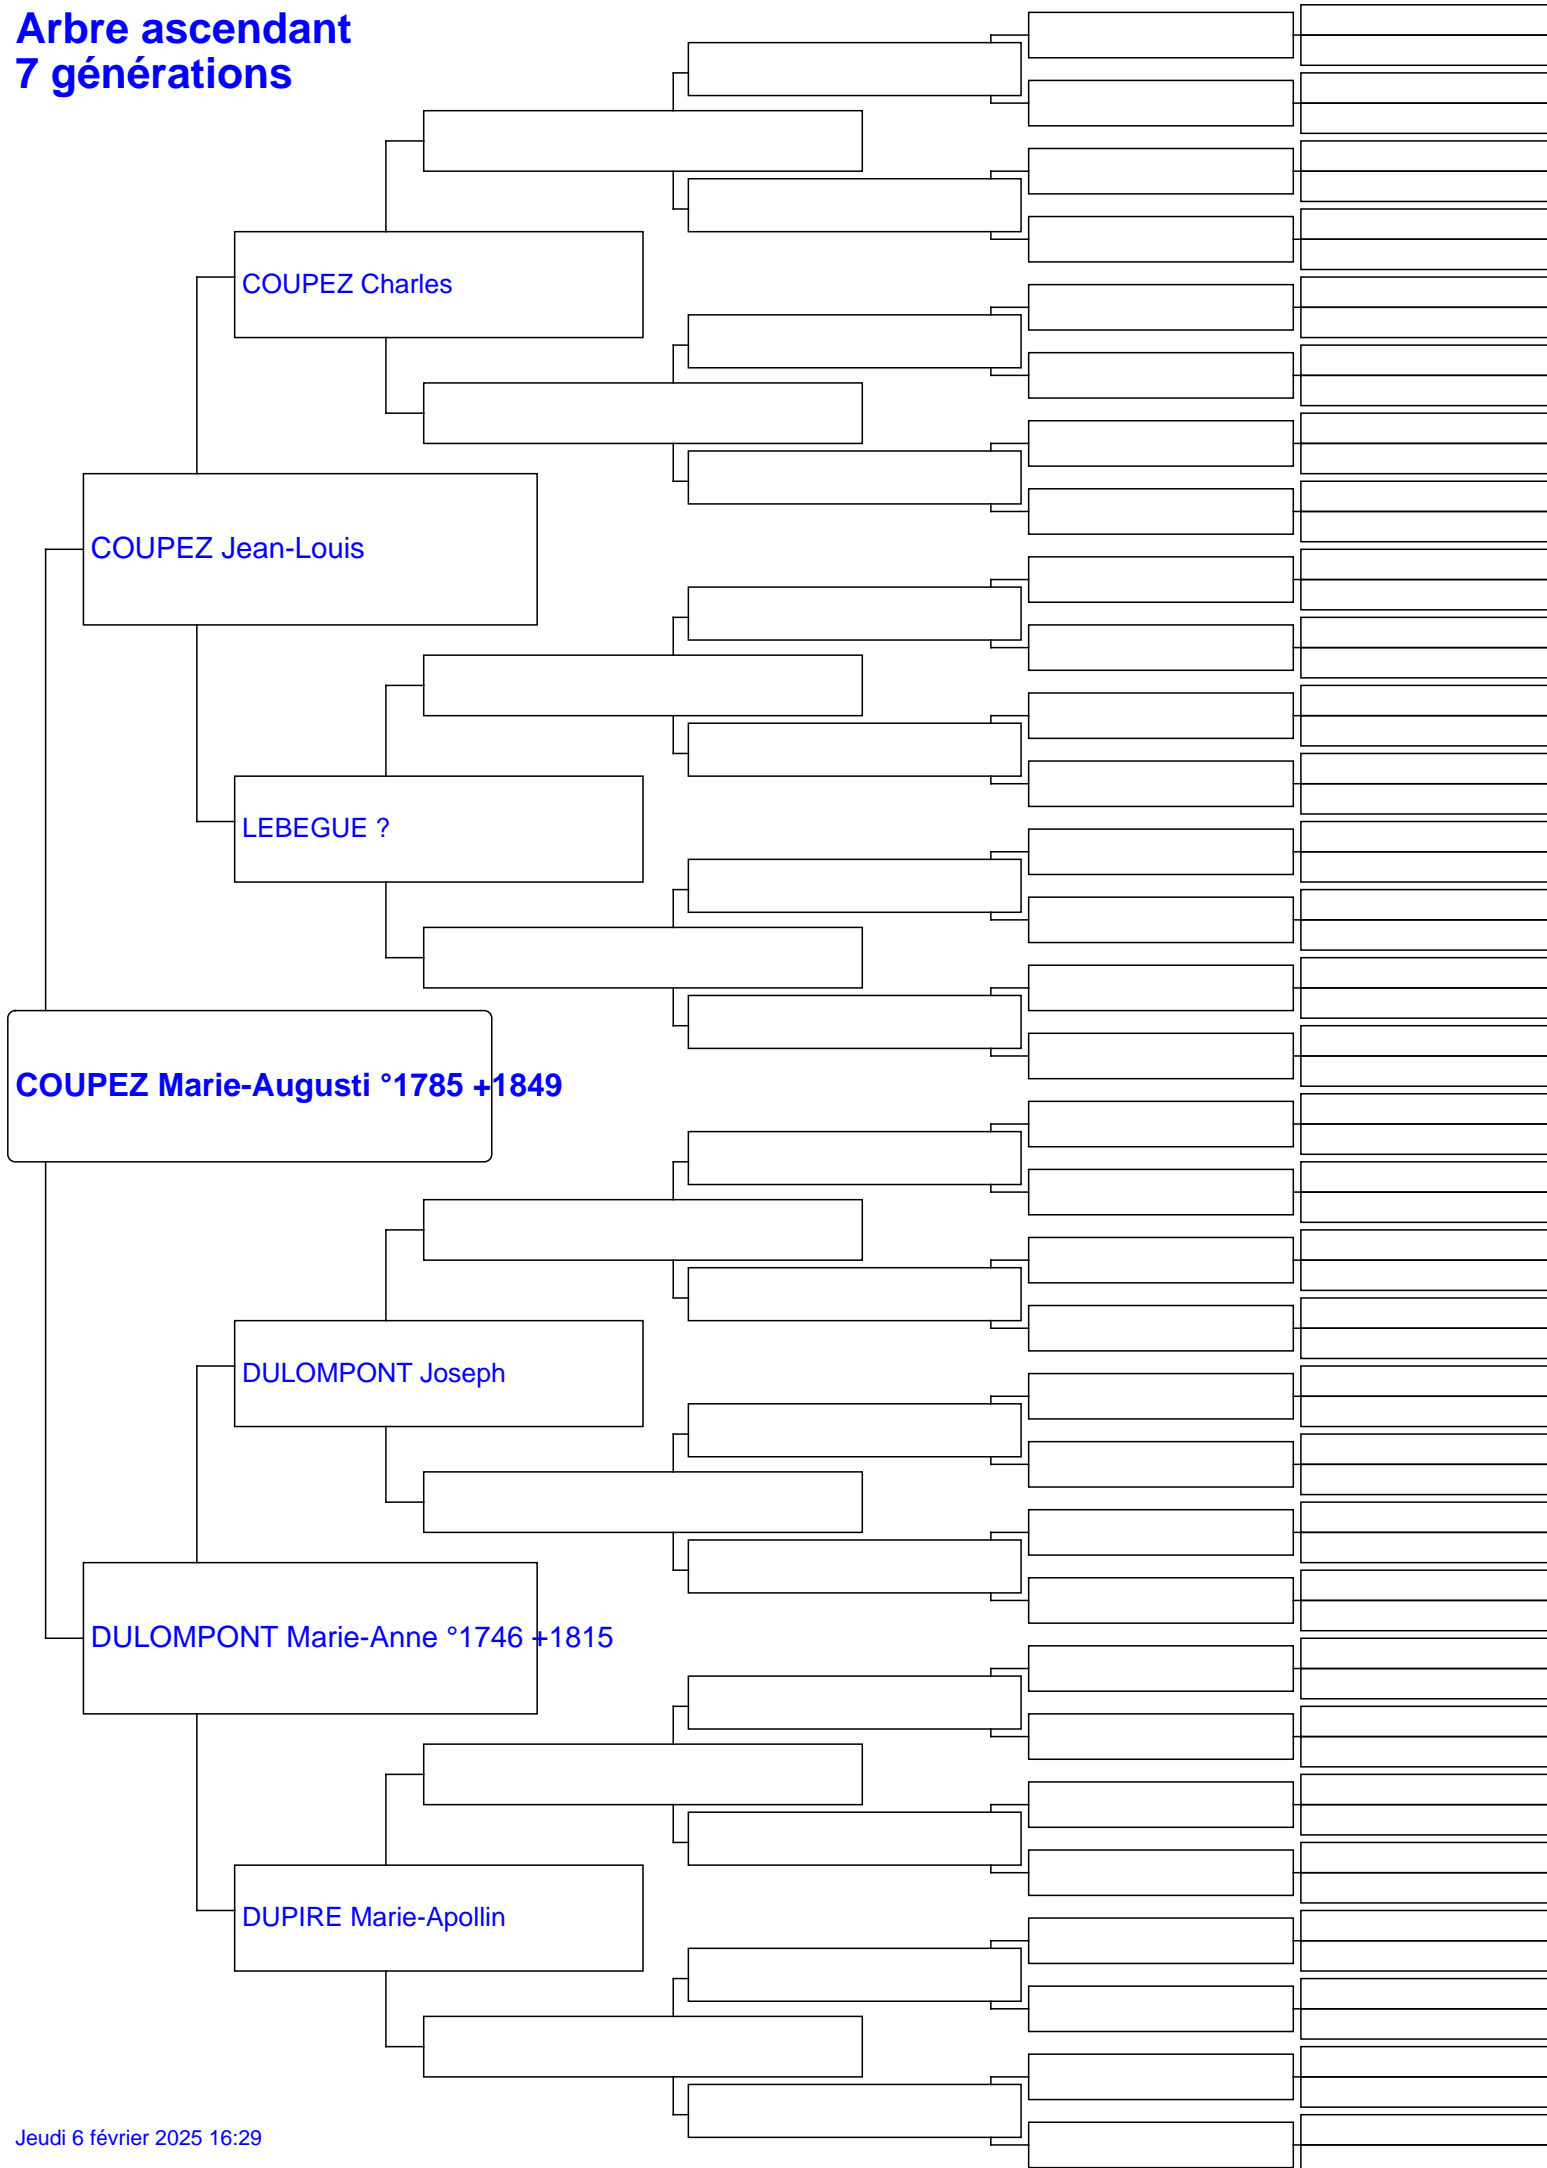 Arbre ascendant
7 générations
COUPEZ Charles
COUPEZ Jean-Louis
LEBEGUE ?
COUPEZ Marie-Augusti °1785 +1849
DULOMPONT Joseph
DULOMPONT Marie-Anne °1746 +1815
DUPIRE Marie-Apollin
Jeudi 6 février 2025 16:29